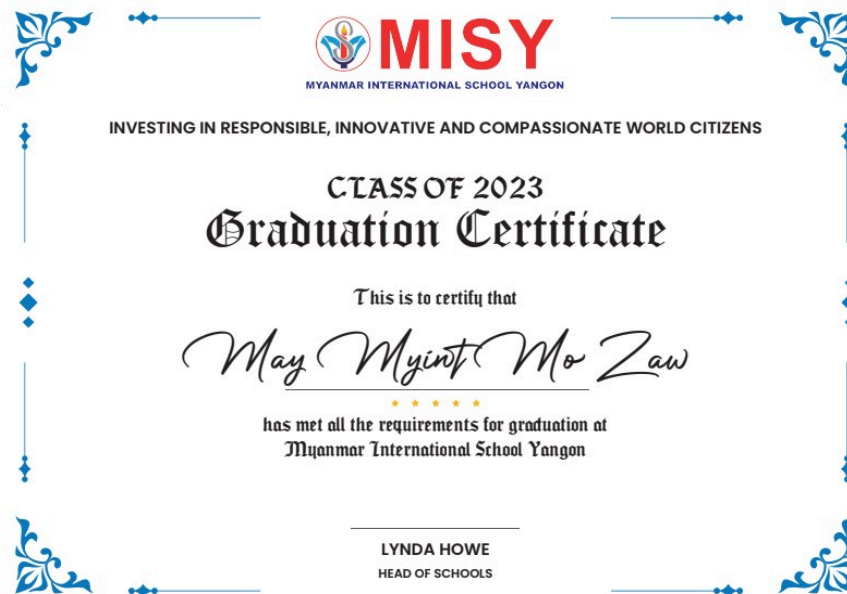 MISY
MYANMAR INTERNATIONAL SCHOOL YANGON
INVESTING IN RESPONSIBLE, INNOVATIVE AND COMPASSIONATE WORLD CITIZENS
CLASS OF 2023
Graduation Certificate
This is to certify that
May Myint Mo Zaw
has met all the requirements for graduation at
Myanmar International School Yangon
LYNDA HOWE
HEAD OF SCHOOLS